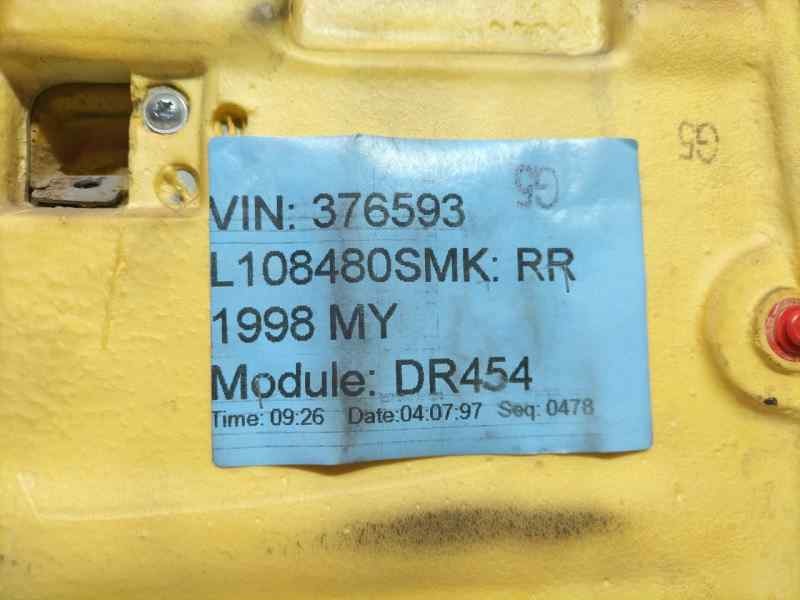 G5
G5
VIN: 376593
L108480SMK: RR
1998 MY
Module: DR454
Time: 09:26 Date:04:07:97 Seq: 0478